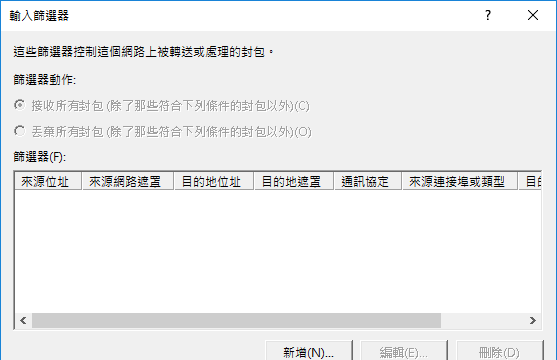 輸入篩選器
?
這些篩選器控制這個網路上被轉送或處理的封包。
篩選器動作:
接收所有封包 (除了那些符合下列條件的封包以外)(C)
丟棄所有封包 (除了那些符合下列條件的封包以外)(O)
篩選器(F):
來源位址 來源網路遮罩 目的地位址 目的地遮罩 通訊協定 來源連接埠或類型 目的
新增(N)... 編輯(E)... 刪除(D)